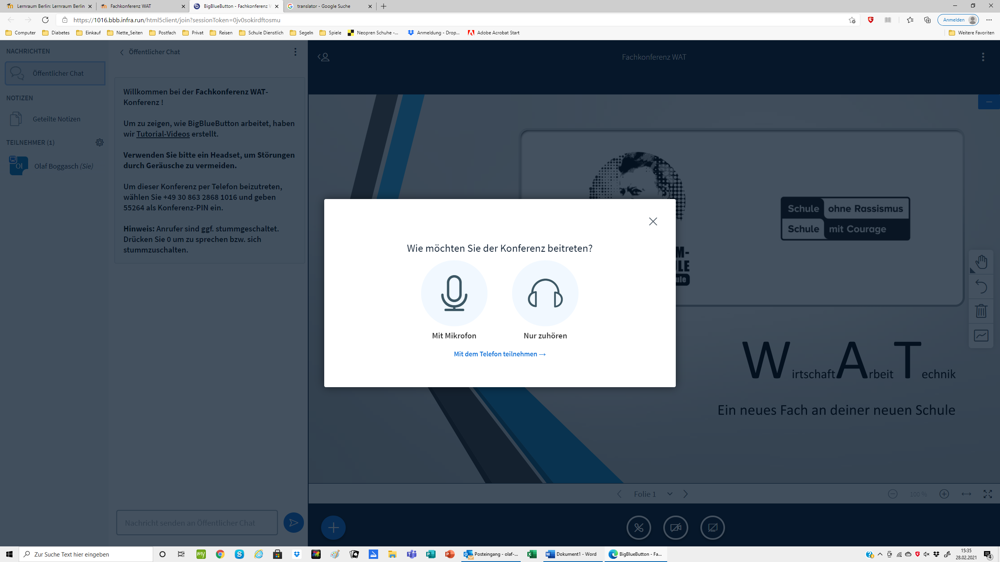 Lernraum Berlin: Lernraum Berlin
Fachkonferenz WAT
BigBlueButton - Fachkonferenz W
translator - Google Suche
https://1016.bbb.infra.run/html5client/join?sessionToken=0jv0sokirdftosmu
Anmelden
Computer
Diabetes
Einkauf
Nette_Seiten
Postfach
Privat
Reisen
Schule Dienstlich
Segeln
Spiele
Neopren Schuhe -...
Anmeldung - Drop...
Adobe Acrobat Start
Weitere Favoriten
NACHRICHTEN
Öffentlicher Chat
NOTIZEN
Geteilte Notizen
TEILNEHMER (1)
Ol
Olaf Boggasch (Sie)
Öffentlicher Chat
Willkommen bei der Fachkonferenz WAT-
Konferenz !
Um zu zeigen, wie BigBlueButton arbeitet, haben
wir Tutorial-Videos erstellt.
Verwenden Sie bitte ein Headset, um Störungen
durch Geräusche zu vermeiden.
Um dieser Konferenz per Telefon beizutreten,
wählen Sie +49 30 863 2868 1016 und geben
55264 als Konferenz-PIN ein.
Hinweis: Anrufer sind ggf. stummgeschaltet.
Drücken Sie 0 um zu sprechen bzw. sich
stummzuschalten.
Nachricht senden an Öffentlicher Chat
Fachkonferenz WAT
Schule ohne Rassismus
Schule mit Courage
Wie möchten Sie der Konferenz beitreten?
Mit Mikrofon
Nur zuhören
Mit dem Telefon teilnehmen →
WirtschaftArbeitTechnik
Ein neues Fach an deiner neuen Schule
Folie 1
100 %
Zur Suche Text hier eingeben
my
Posteingang - olaf-...
Dokument1 - Word
BigBlueButton - Fa...
15:35
28.02.2021
4